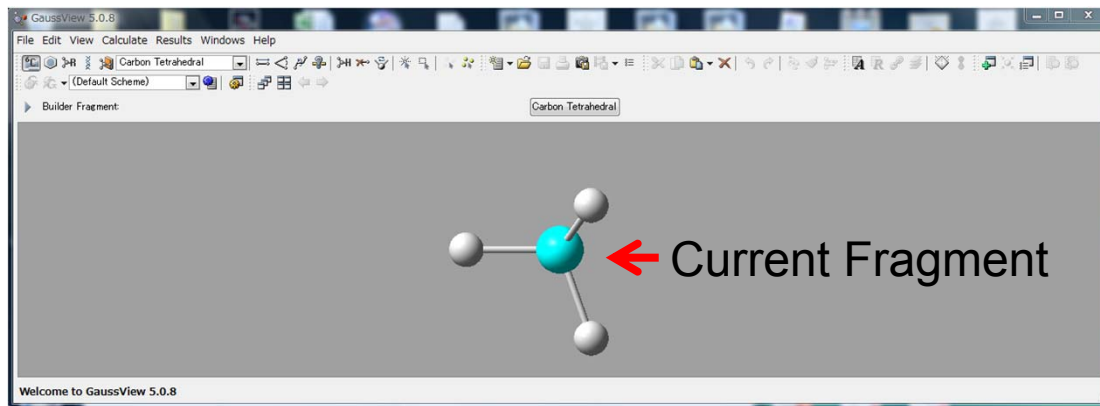 GaussView 5.0.8
File Edit View Calculate Results Windows Help
Carbon Tetrahedral
(Default Scheme)
Builder Fragment:
Carbon Tetrahedral
Current Fragment
Welcome to GaussView 5.0.8